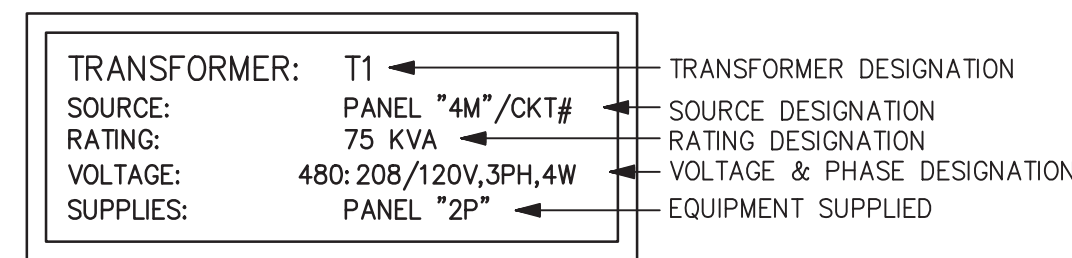 TRANSFORMER: T1 TRANSFORMER DESIGNATION
SOURCE: PANEL "4M"/CKT# SOURCE DESIGNATION
RATING: 75 KVA RATING DESIGNATION
VOLTAGE: 480:208/120V,3PH,4W VOLTAGE & PHASE DESIGNATION
SUPPLIES: PANEL "2P" EQUIPMENT SUPPLIED